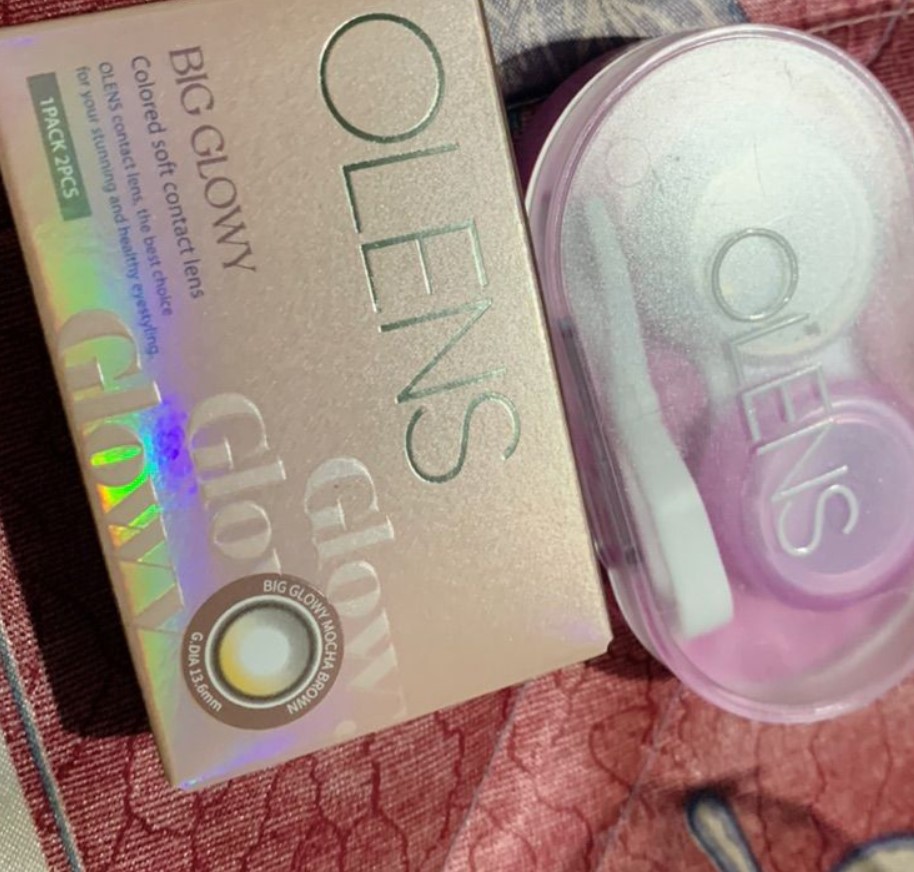 OLENS
BIG GLOWY
Colored soft contact lens
OLENS contact lens, the best choice
for your stunning and healthy eyestyling.
1PACK 2PCS
Glowy
Glowy
Glowy
BIG GLOWY MOCHA BROWN
G.DIA 13.6mm
OLENS